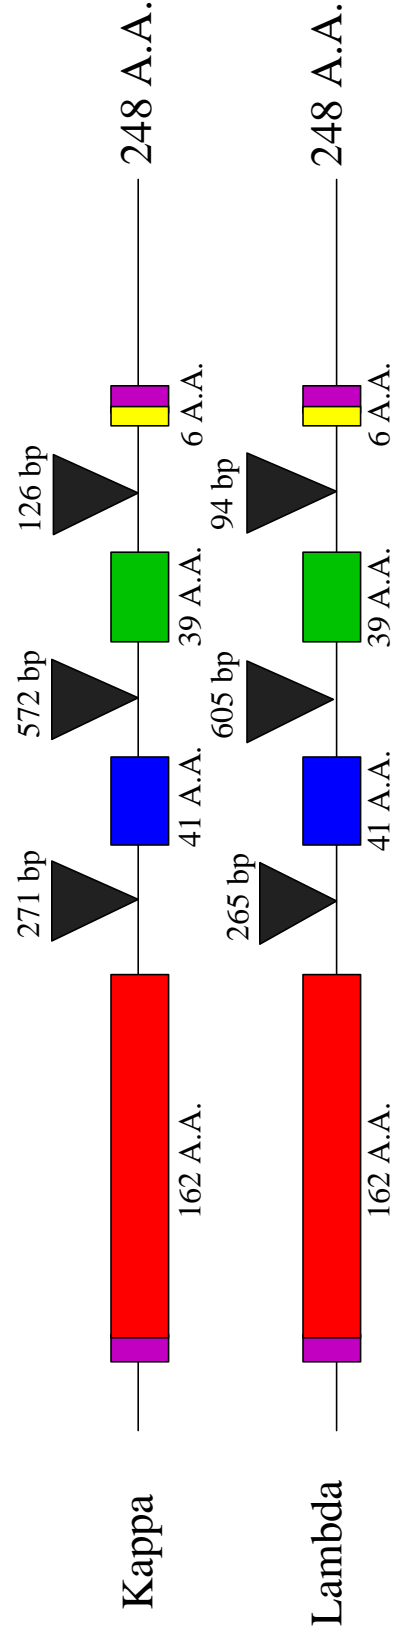 271 bp
572 bp
126 bp
Kappa
248 A.A.
162 A.A.
41 A.A.
39 A.A.
6 A.A.
265 bp
605 bp
94 bp
Lambda
248 A.A.
162 A.A.
41 A.A.
39 A.A.
6 A.A.